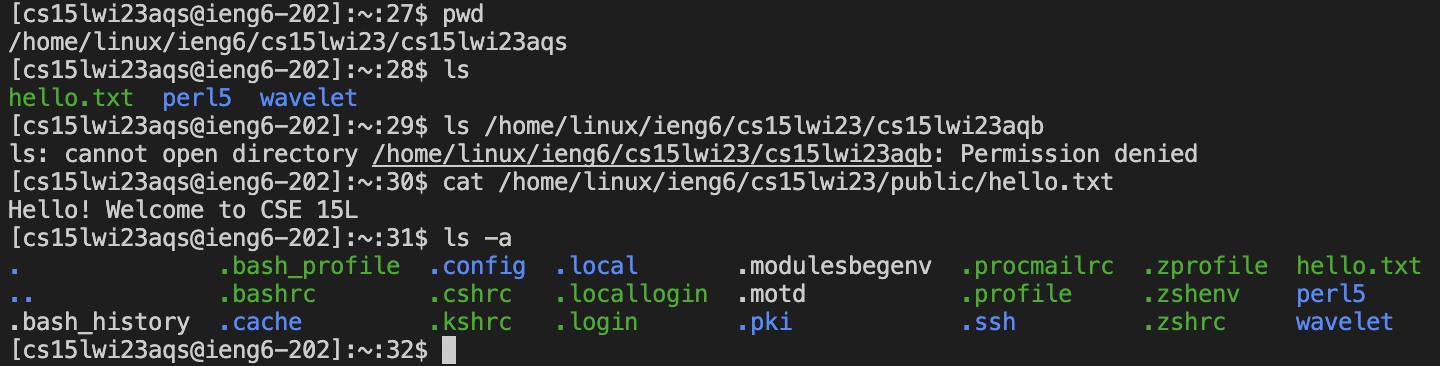 [cs15lwi23aqs@ieng6-202]:~:27$ pwd
/home/linux/ieng6/cs15lwi23/cs15lwi23aqs
[cs15lwi23aqs@ieng6-202]:~:28$ ls
hello.txt  perl5  wavelet
[cs15lwi23aqs@ieng6-202]:~:29$ ls /home/linux/ieng6/cs15lwi23/cs15lwi23aqb
ls: cannot open directory /home/linux/ieng6/cs15lwi23/cs15lwi23aqb: Permission denied
[cs15lwi23aqs@ieng6-202]:~:30$ cat /home/linux/ieng6/cs15lwi23/public/hello.txt
Hello! Welcome to CSE 15L
[cs15lwi23aqs@ieng6-202]:~:31$ ls -a
.              .bash_profile  .config  .local       .modulesbegenv  .procmailrc  .zprofile  hello.txt
..             .bashrc        .cshrc   .locallogin  .motd           .profile     .zshenv    perl5
.bash_history  .cache         .kshrc   .login       .pki            .ssh         .zshrc     wavelet
[cs15lwi23aqs@ieng6-202]:~:32$